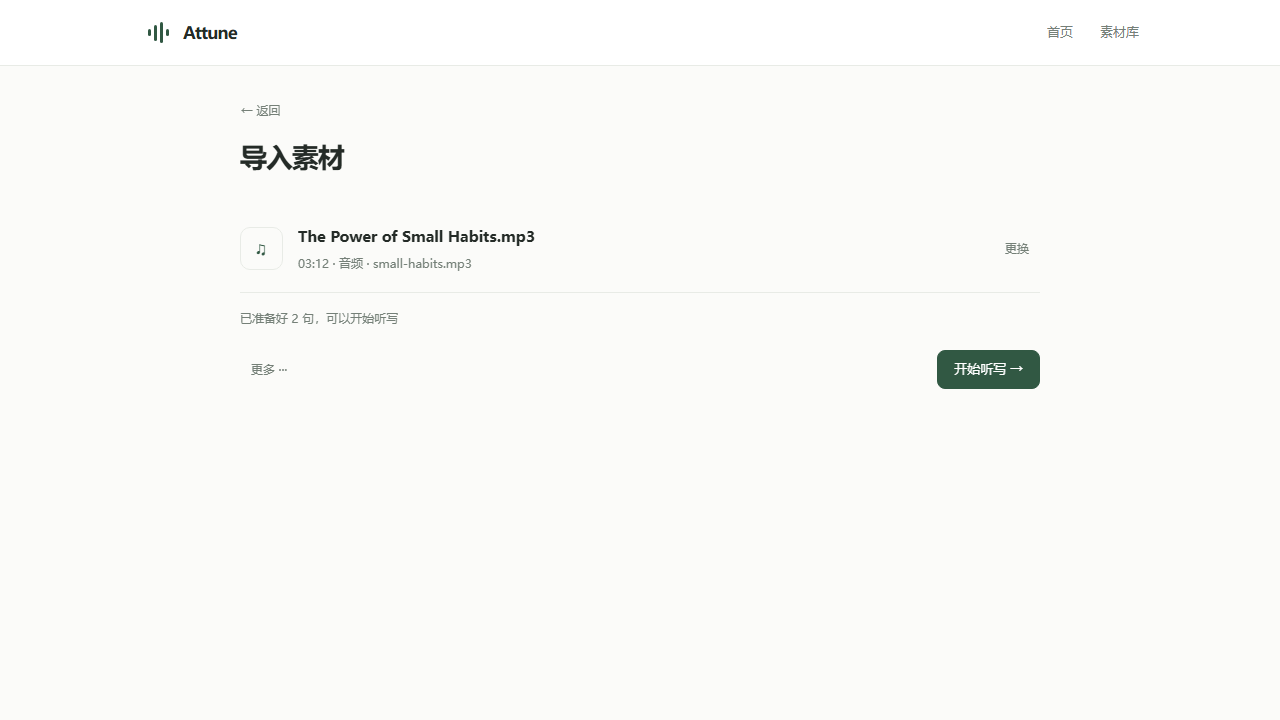 Attune
首页
素材库
← 返回
导入素材
♫
The Power of Small Habits.mp3
03:12 · 音频 · small-habits.mp3
更换
已准备好 2 句，可以开始听写
更多 ···
开始听写 →